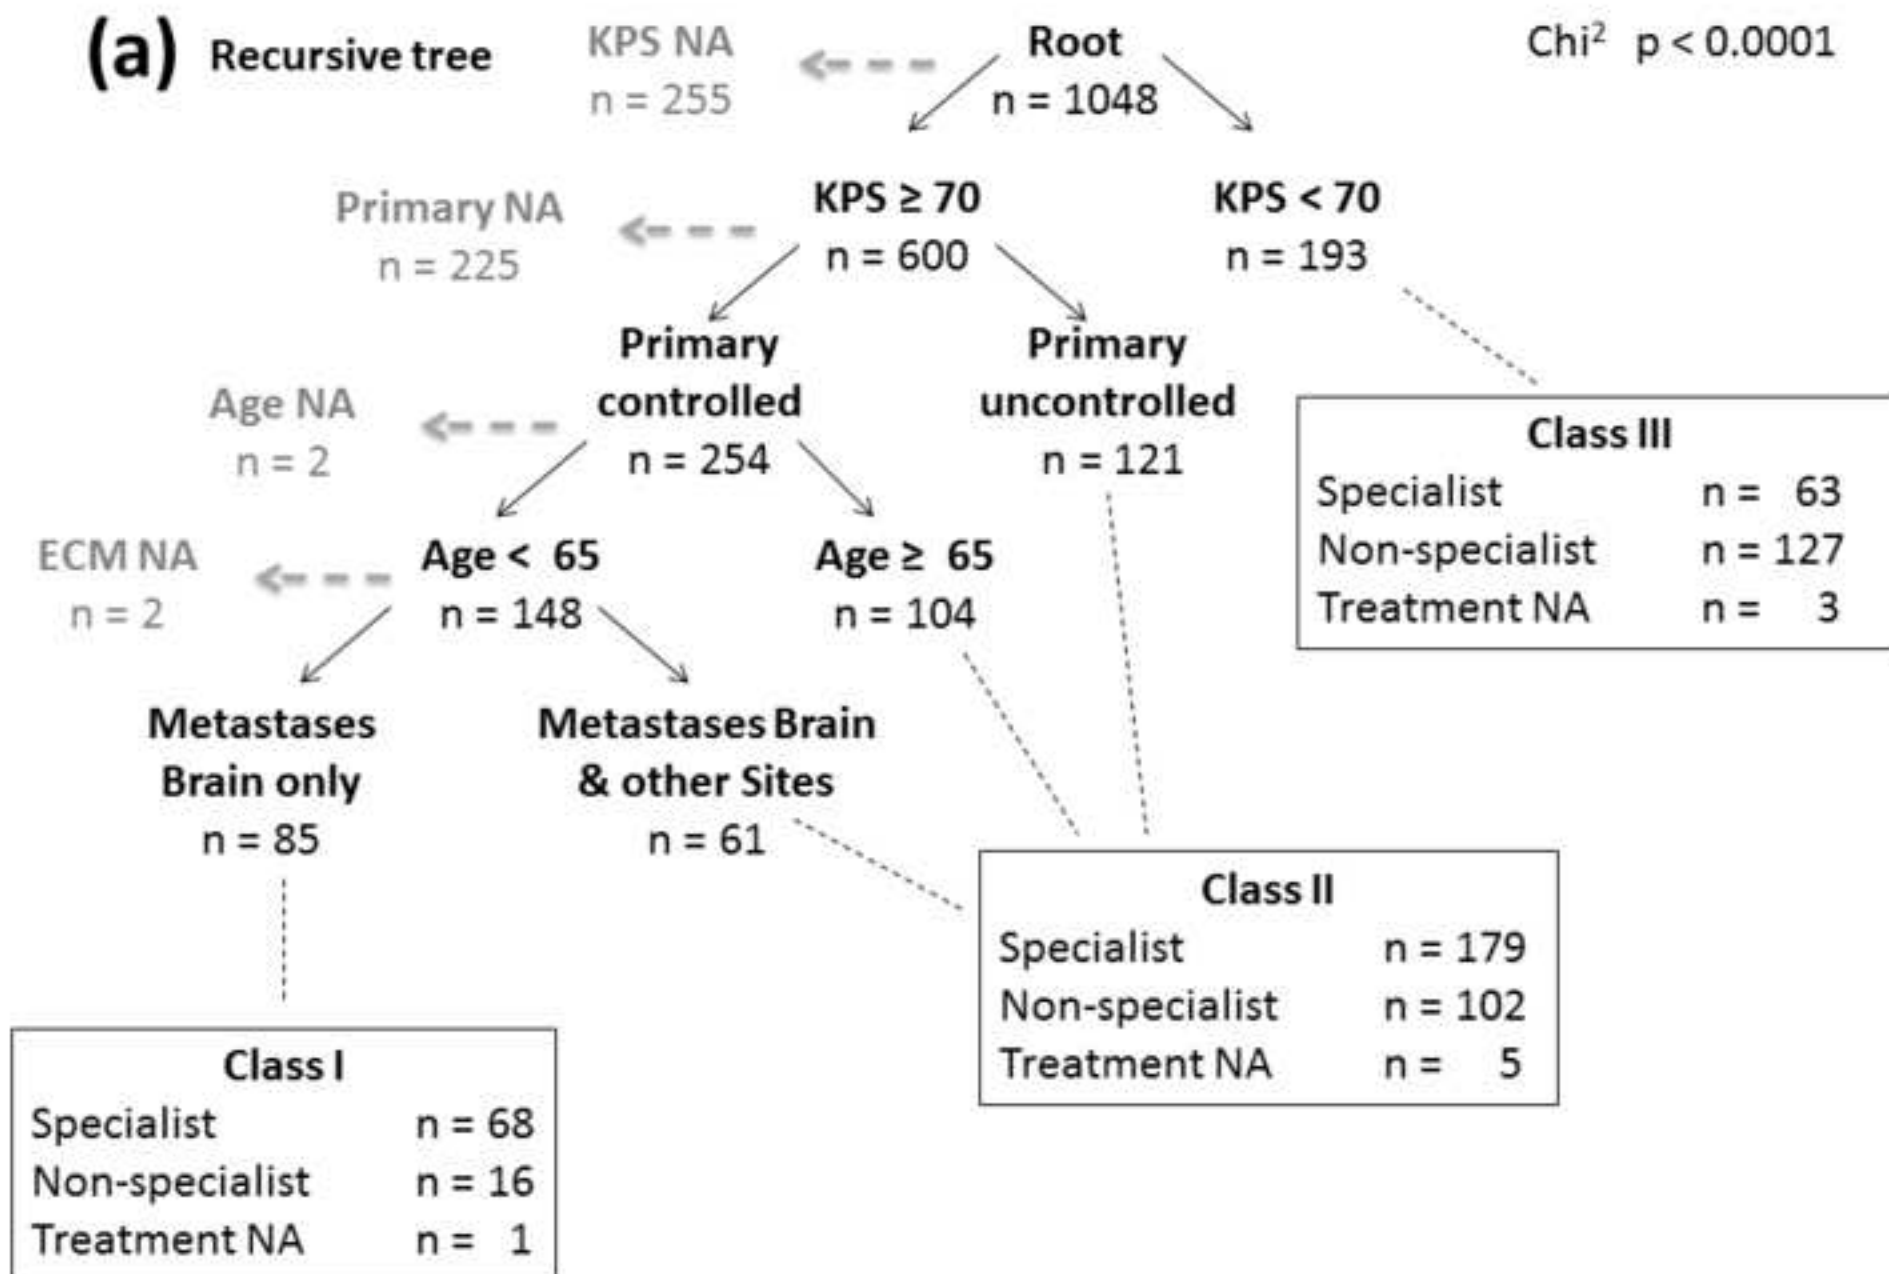 (a) Recursive tree
KPS NA
n = 255
Root
n = 1048
Chi² p < 0.0001
Primary NA
n = 225
KPS ≥ 70
n = 600
KPS < 70
n = 193
Age NA
n = 2
Primary
controlled
n = 254
Primary
uncontrolled
n = 121
ECM NA
n = 2
Age < 65
n = 148
Age ≥ 65
n = 104
Class III
Specialist n = 63
Non-specialist n = 127
Treatment NA n = 3
Metastases
Brain only
n = 85
Metastases Brain
& other Sites
n = 61
Class II
Specialist n = 179
Non-specialist n = 102
Treatment NA n = 5
Class I
Specialist n = 68
Non-specialist n = 16
Treatment NA n = 1